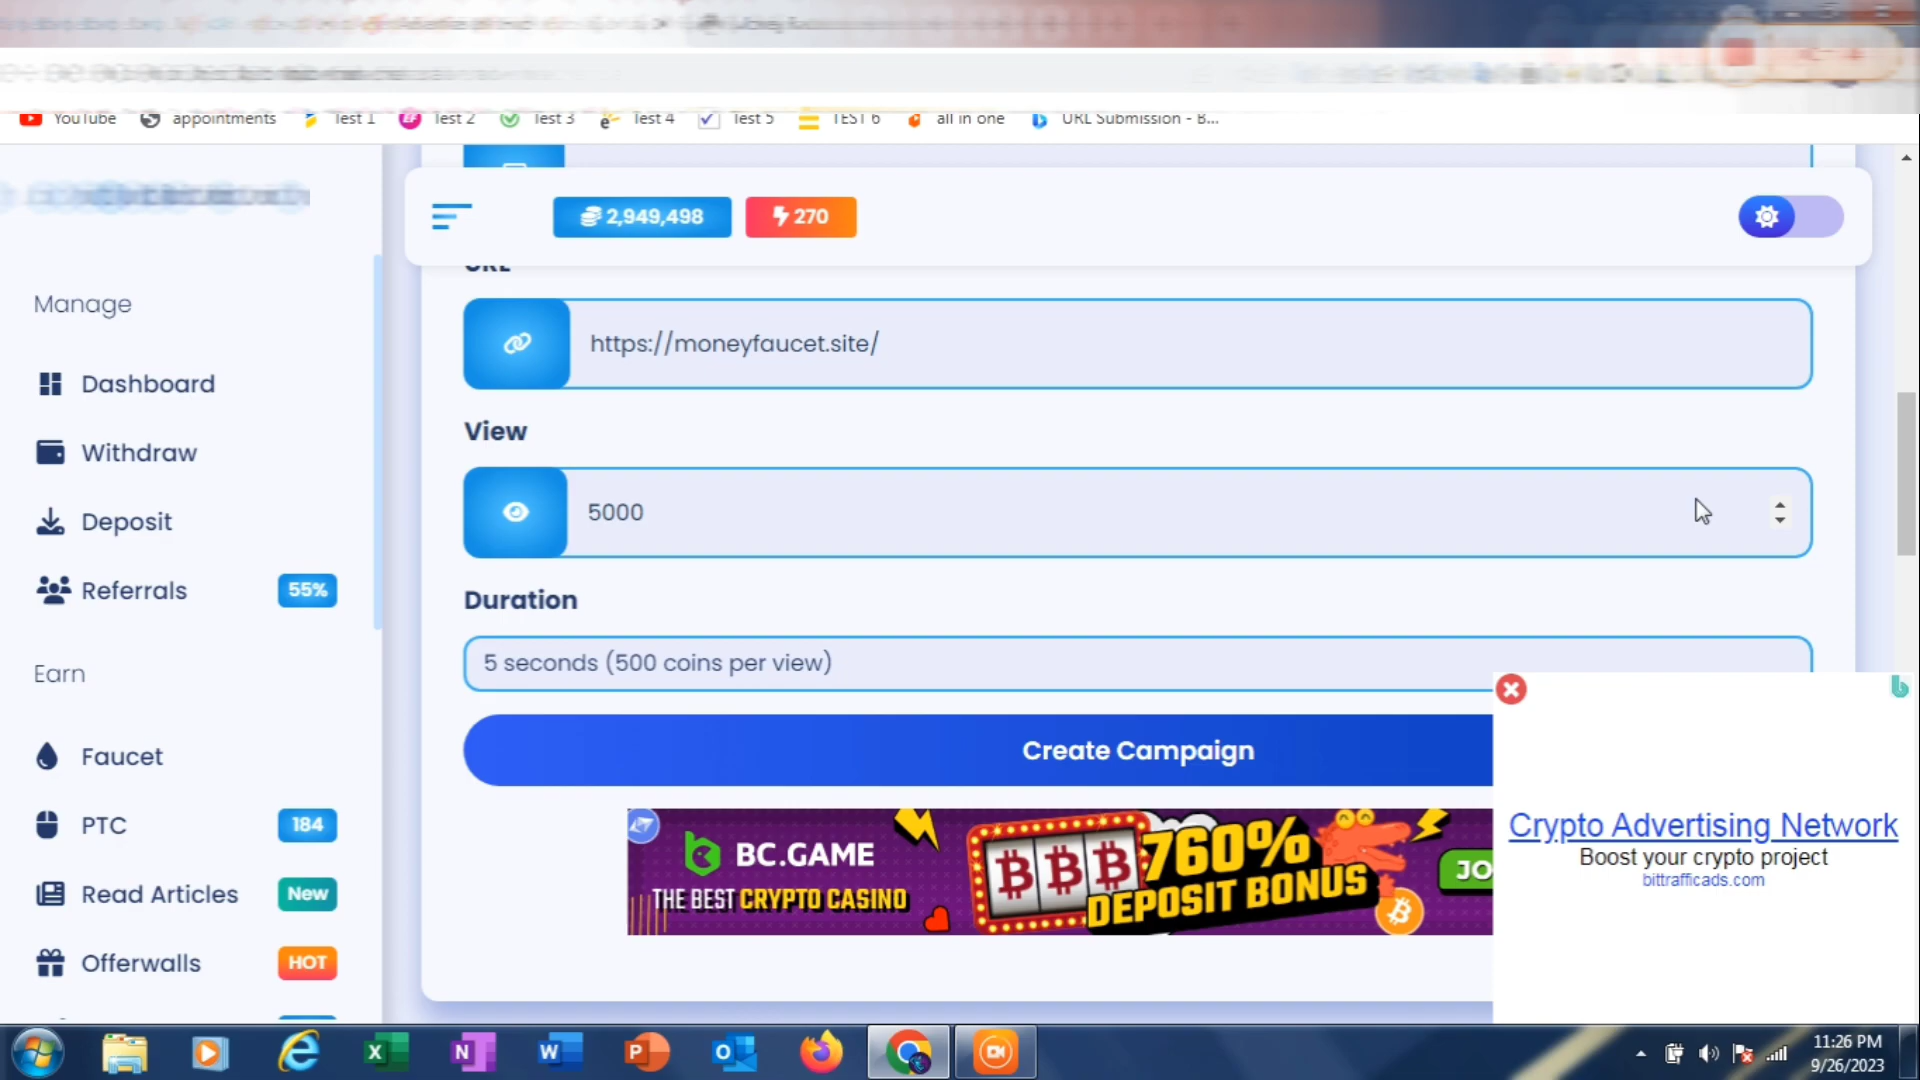 YouTube appointments Test 1 Test 2 Test 3 Test 4 Test 5 TEST 6 all in one URL Submission - B...
2,949,498 270
Manage
Dashboard
Withdraw
Deposit
Referrals 55%
Earn
Faucet
PTC 184
Read Articles New
Offerwalls HOT
URL
https://moneyfaucet.site/
View
5000
Duration
5 seconds (500 coins per view)
Create Campaign
BC.GAME
THE BEST CRYPTO CASINO
760%
DEPOSIT BONUS
JO
Crypto Advertising Network
Boost your crypto project
bittrafficads.com
11:26 PM
9/26/2023